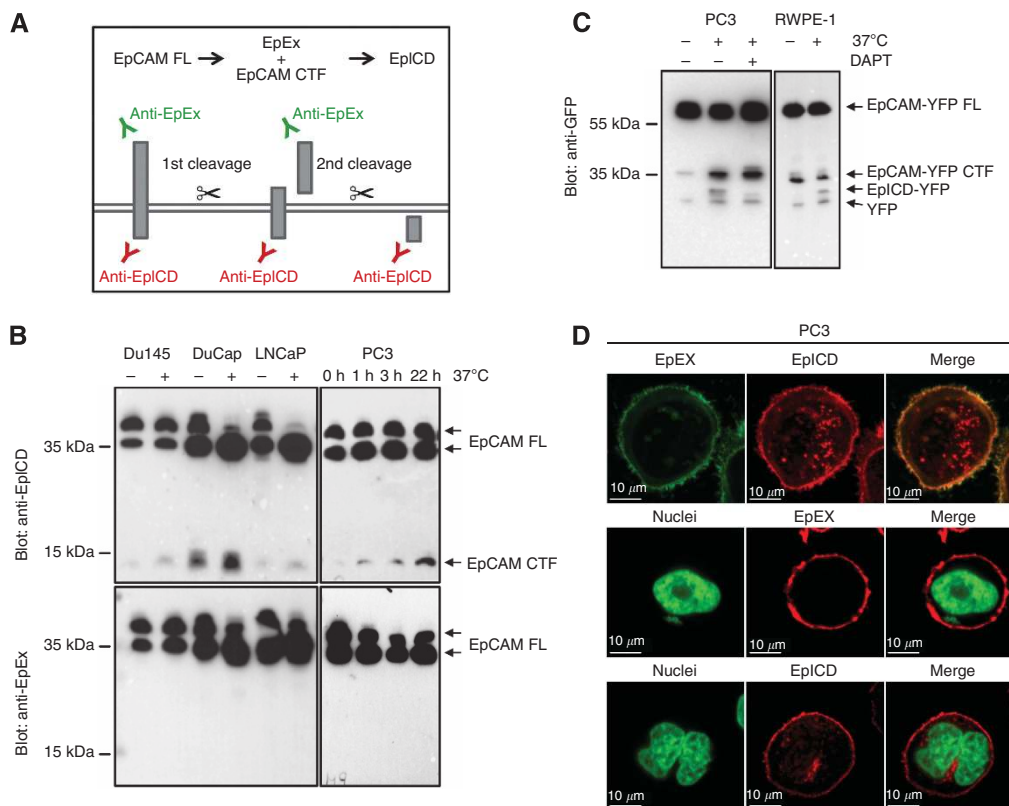 A
EpCAM FL
EpEx
+
EpCAM CTF
EpICD
Anti-EpEx
Anti-EpEx
1st cleavage
2nd cleavage
Anti-EpICD
Anti-EpICD
Anti-EpICD
B
Du145 DuCap LNCaP PC3
– + – + – + 0 h 1 h 3 h 22 h 37°C
Blot: anti-EpICD
35 kDa
EpCAM FL
15 kDa
EpCAM CTF
Blot: anti-EpEx
35 kDa
EpCAM FL
15 kDa
C
PC3 RWPE-1
– + + – + 37°C
– – + DAPT
Blot: anti-GFP
EpCAM-YFP FL
55 kDa
35 kDa
EpCAM-YFP CTF
EpICD-YFP
YFP
D
PC3
EpEX EpICD Merge
10 μm 10 μm 10 μm
Nuclei EpEX Merge
10 μm 10 μm 10 μm
Nuclei EpICD Merge
10 μm 10 μm 10 μm